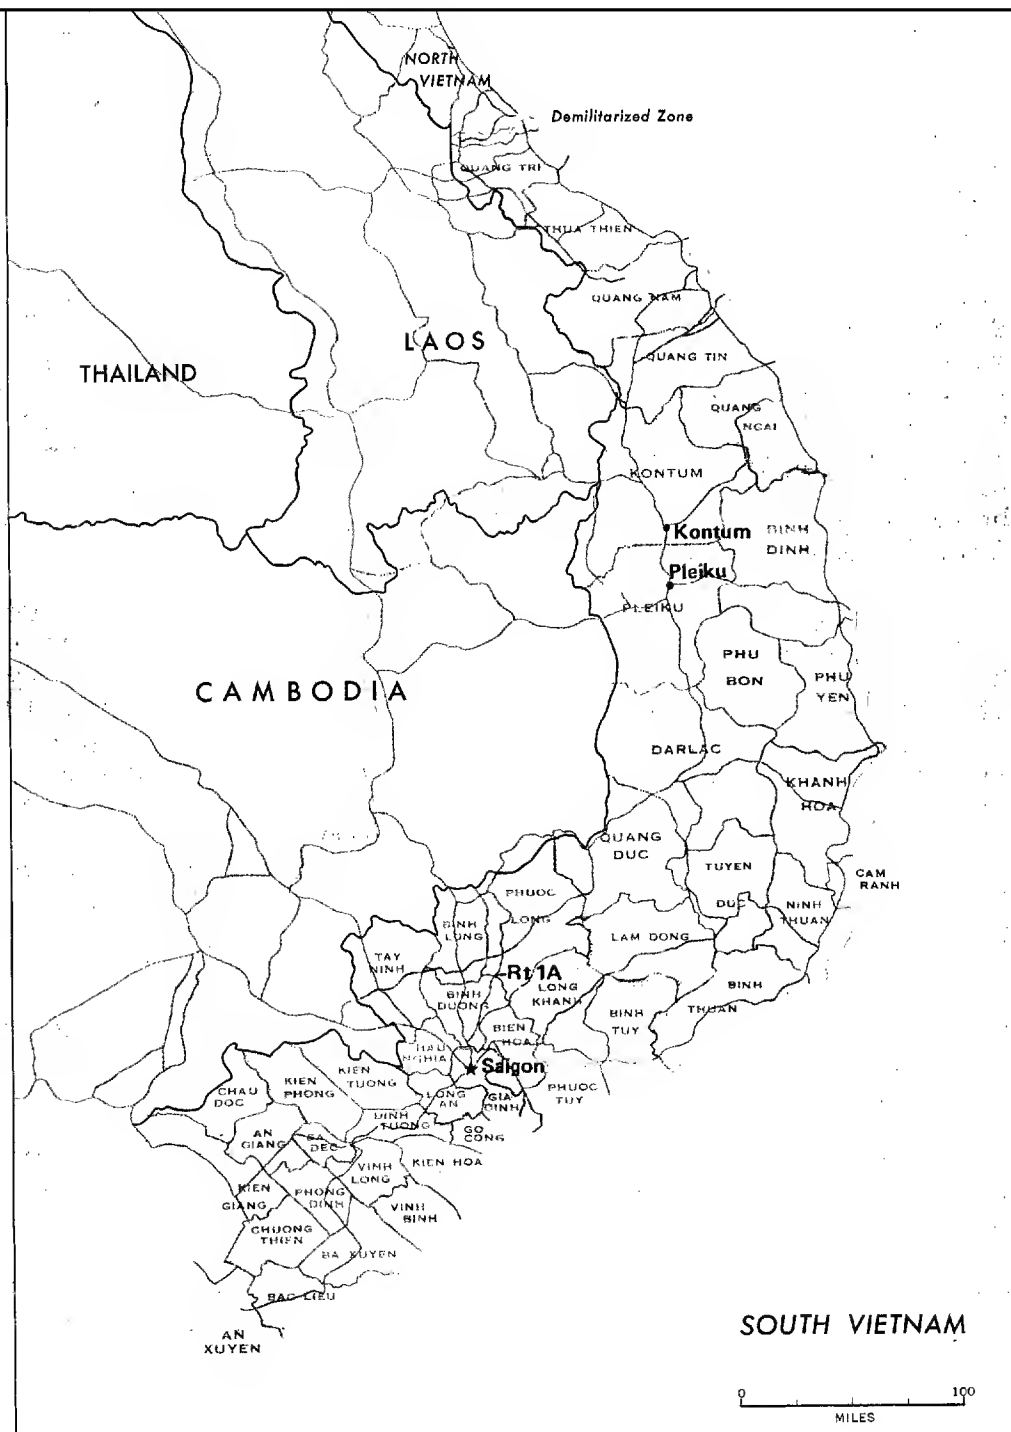 NORTH
VIETNAM
Demilitarized Zone
QUANG TRI
THUA THIEN
QUANG NAM
LAOS
QUANG TIN
THAILAND
QUANG
NGAI
KONTUM
Kontum
BINH
DINH
Pleiku
PLEIKU
PHU
BON
PHU
YEN
CAMBODIA
DARLAC
KHANH
HOA
QUANG
DUC
TUYEN
DUC
CAM
RANH
PHUOC
LONG
NINH
THUAN
BINH
LONG
LAM DONG
TAY
NINH
Rt 1A
LONG
KHANH
BINH
DUONG
BINH
THUAN
BINH
TUY
BIEN
HOA
HAU
NGHIA
Saigon
KIEN
TUONG
KIEN
PHONG
CHAU
DOC
LONG
AN
GIA
DINH
PHUOC
TUY
DINH
TUONG
GO
CONG
AN
GIANG
SA
DEC
VINH
LONG
KIEN HOA
KIEN
GIANG
PHONG
DINH
VINH
BINH
CHUONG
THIEN
BA XUYEN
BAC LIEU
AN
XUYEN
SOUTH VIETNAM
0 100
MILES